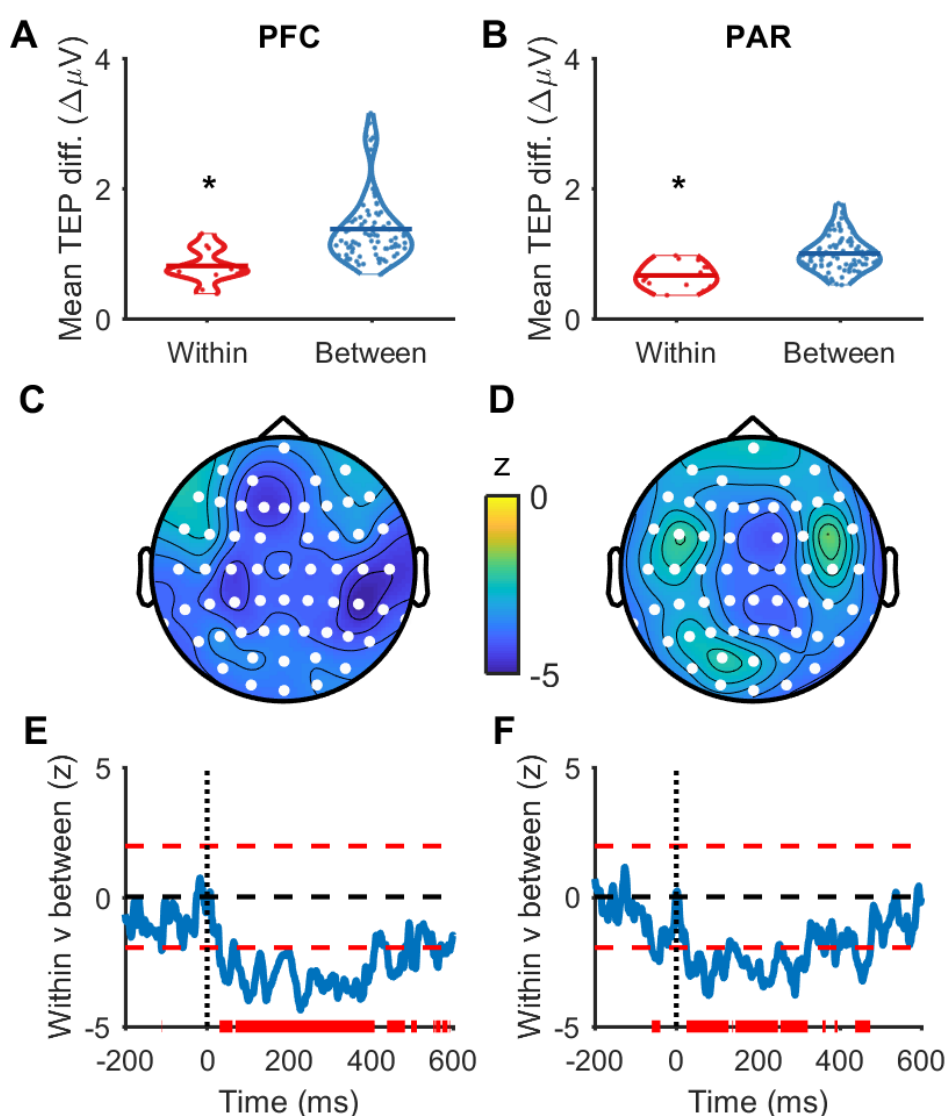 A
PFC
B
PAR
Mean TEP diff. (ΔμV)
4
2
0
*
Within
Between
Mean TEP diff. (ΔμV)
4
2
0
*
Within
Between
C
D
z
0
-5
E
F
Within v between (z)
5
0
-5
-200
0
200
400
600
Time (ms)
Within v between (z)
5
0
-5
-200
0
200
400
600
Time (ms)